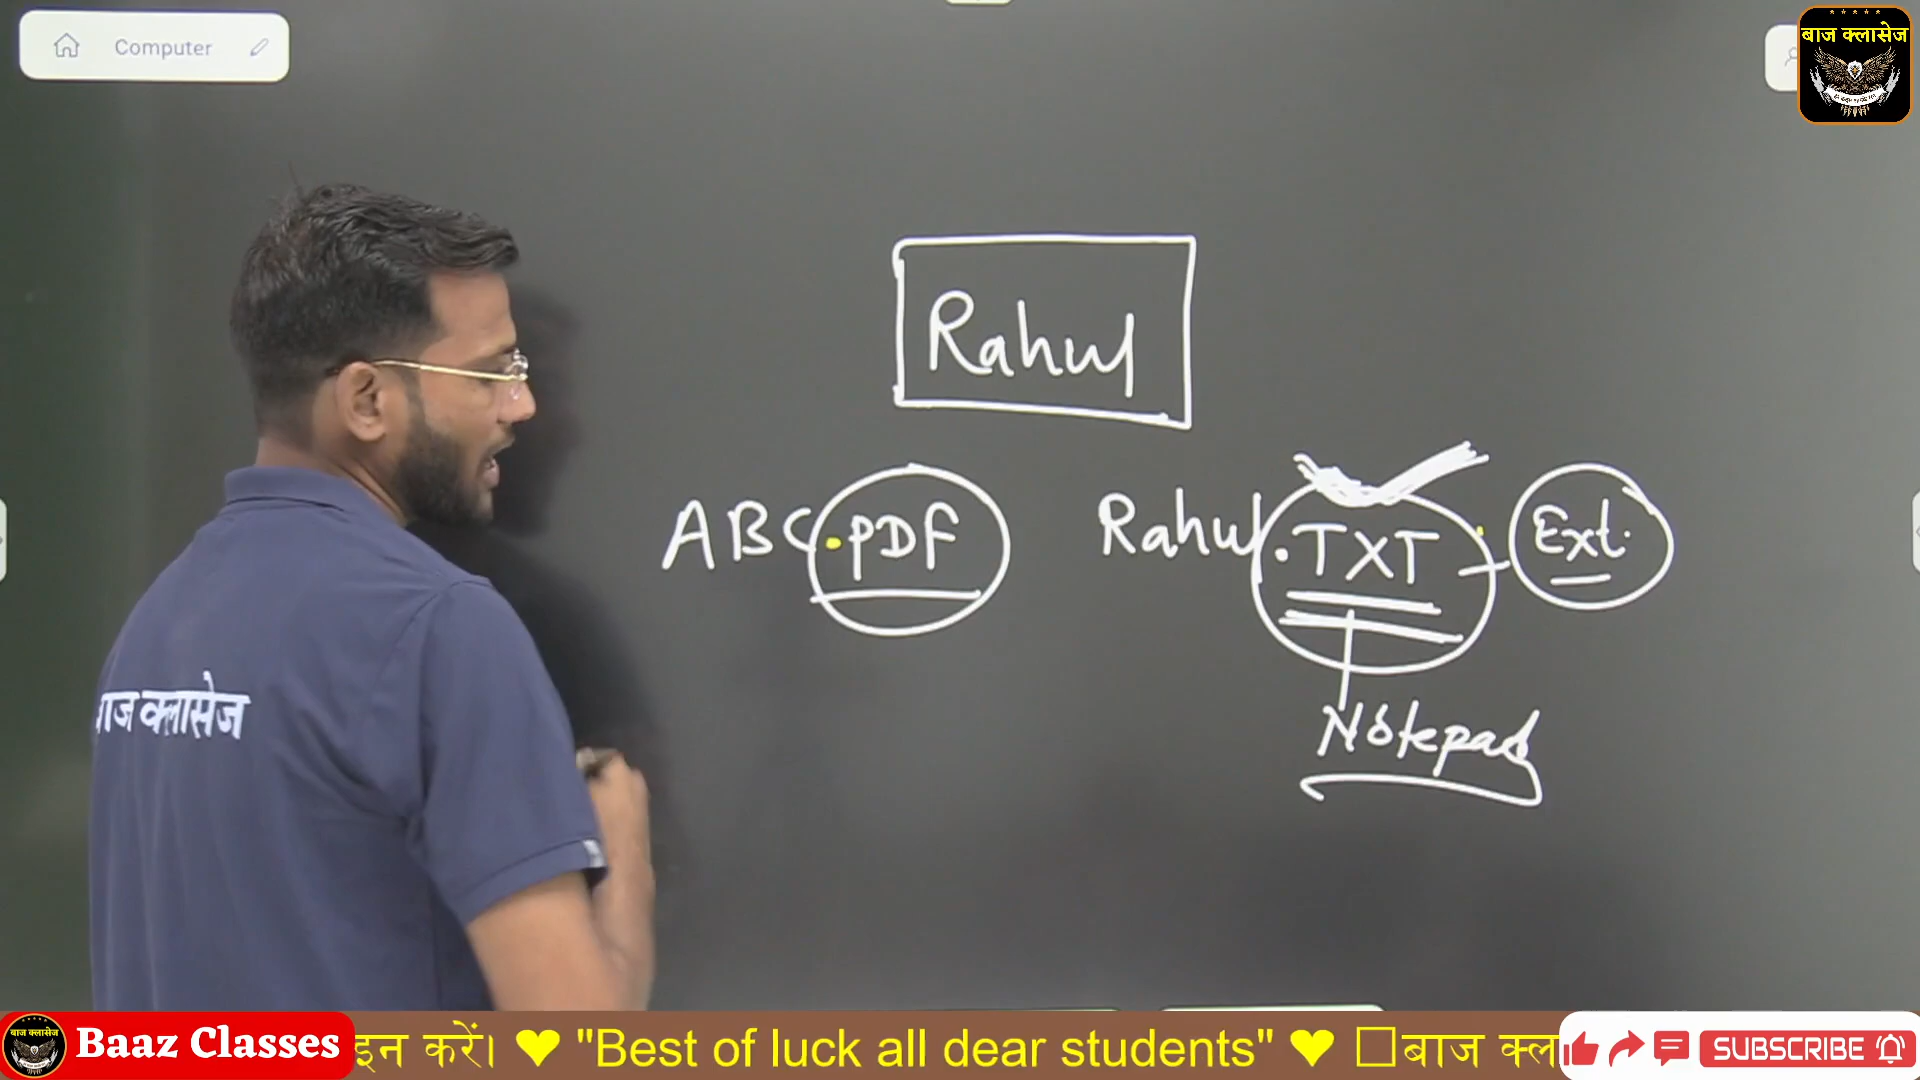 Computer
बाज क्लासेज
Rahul
ABC.PDF
Rahul.TXT
Ext.
Notepad
बाज क्लासेज
बाज क्लासेज
Baaz Classes
इन करें। ♥ "Best of luck all dear students" ♥ □बाज क्ल
SUBSCRIBE